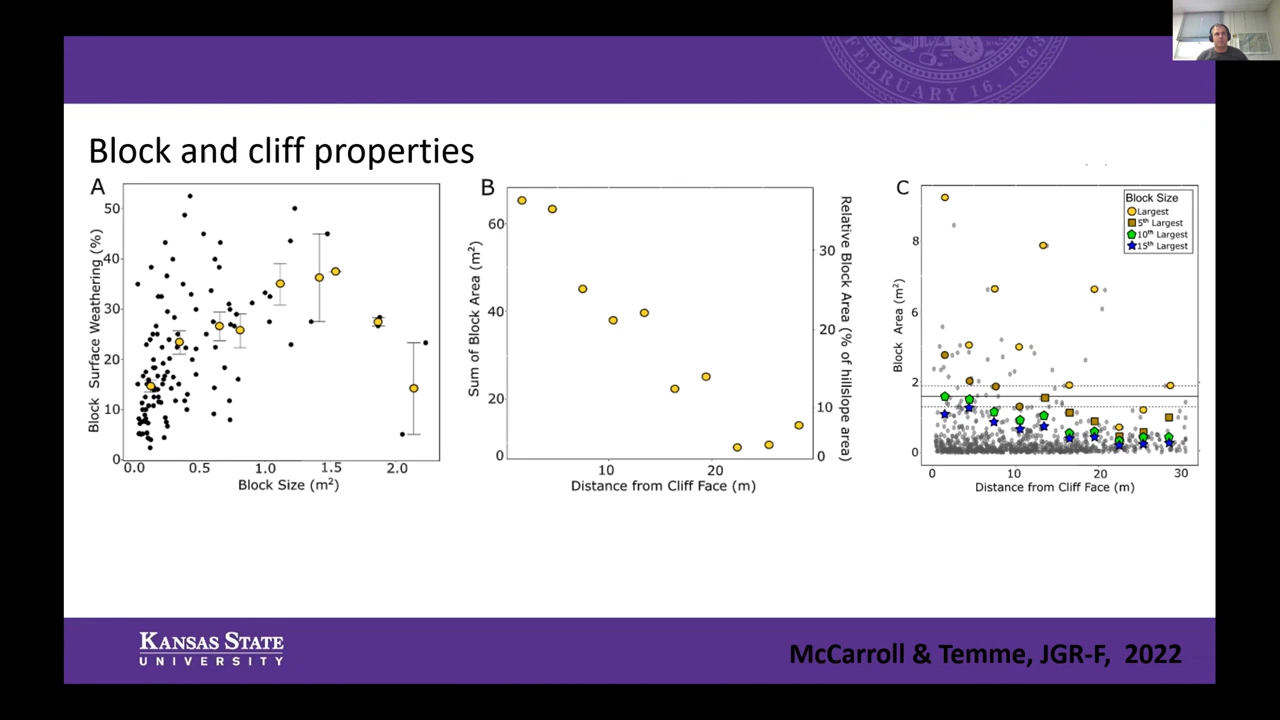 FEBRUARY 16, 1863
Block and cliff properties
A
Block Surface Weathering (%)
50
40
30
20
10
0
0.0 0.5 1.0 1.5 2.0
Block Size (m²)
B
Sum of Block Area (m²)
60
40
20
0
10 20
Distance from Cliff Face (m)
30
20
10
0
Relative Block Area (% of hillslope area)
C
Block Size
Largest
5th Largest
10th Largest
15th Largest
Block Area (m²)
8
6
4
2
0
0 10 20 30
Distance from Cliff Face (m)
KANSAS STATE
UNIVERSITY
McCarroll & Temme, JGR-F, 2022